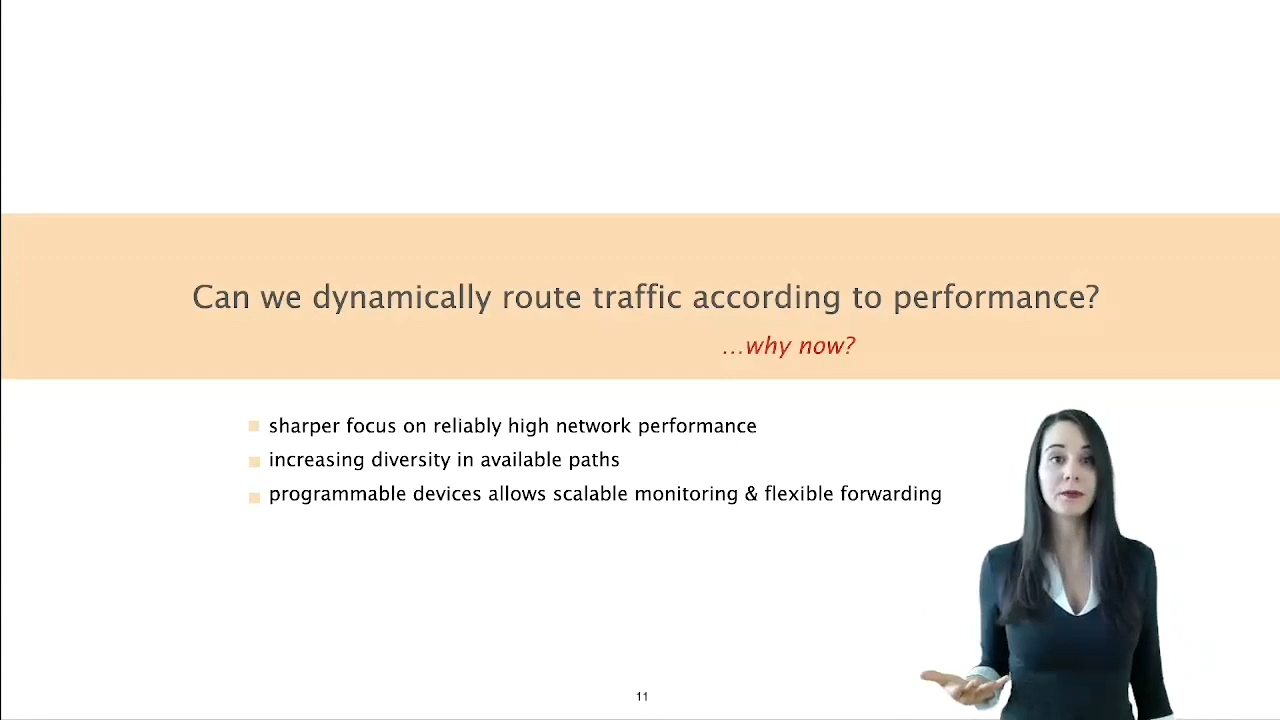 Can we dynamically route traffic according to performance?
...why now?
sharper focus on reliably high network performance
increasing diversity in available paths
programmable devices allows scalable monitoring & flexible forwarding
11